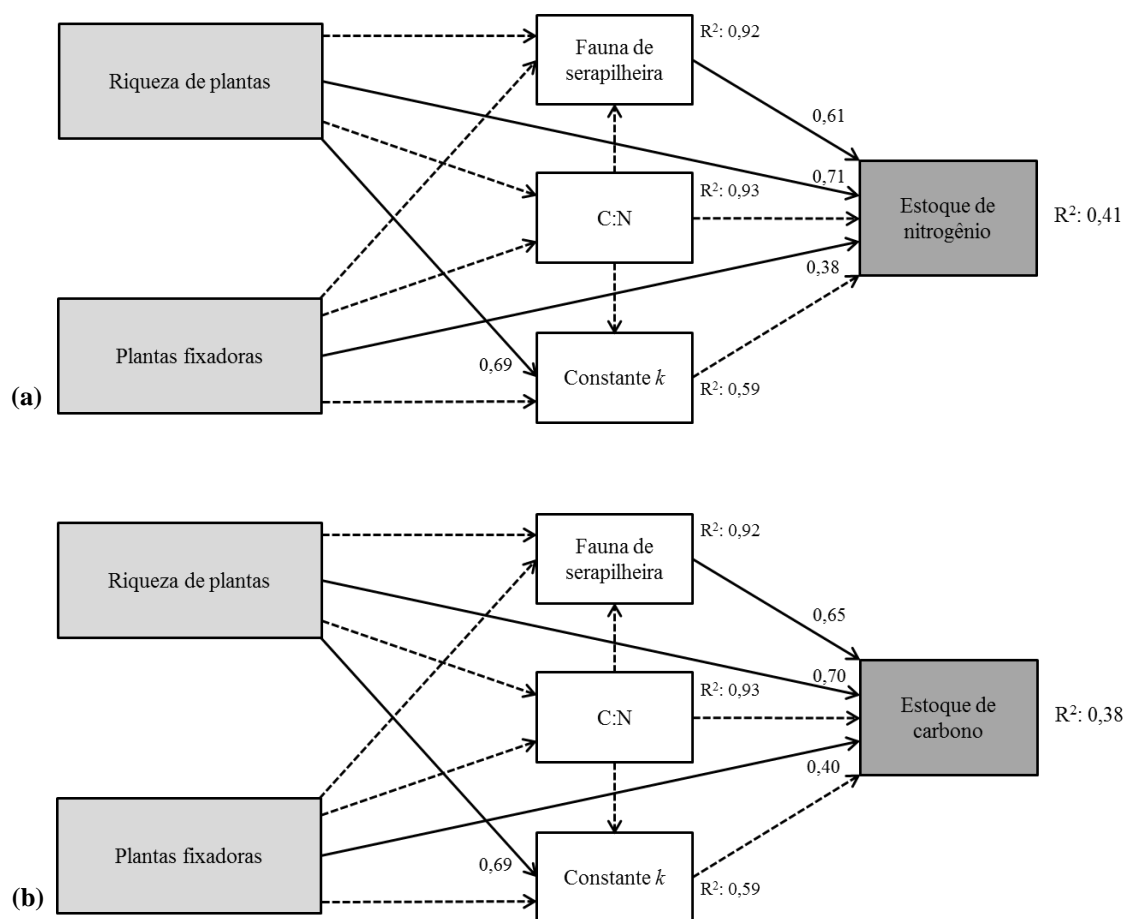 R²: 0,92
Fauna de
serapilheira
Riqueza de plantas
0,61
0,71
R²: 0,93
C:N
Estoque de
nitrogênio
R²: 0,41
0,38
Plantas fixadoras
0,69
Constante k
R²: 0,59
(a)
R²: 0,92
Fauna de
serapilheira
Riqueza de plantas
0,65
0,70
R²: 0,93
C:N
Estoque de
carbono
R²: 0,38
0,40
Plantas fixadoras
0,69
Constante k
R²: 0,59
(b)